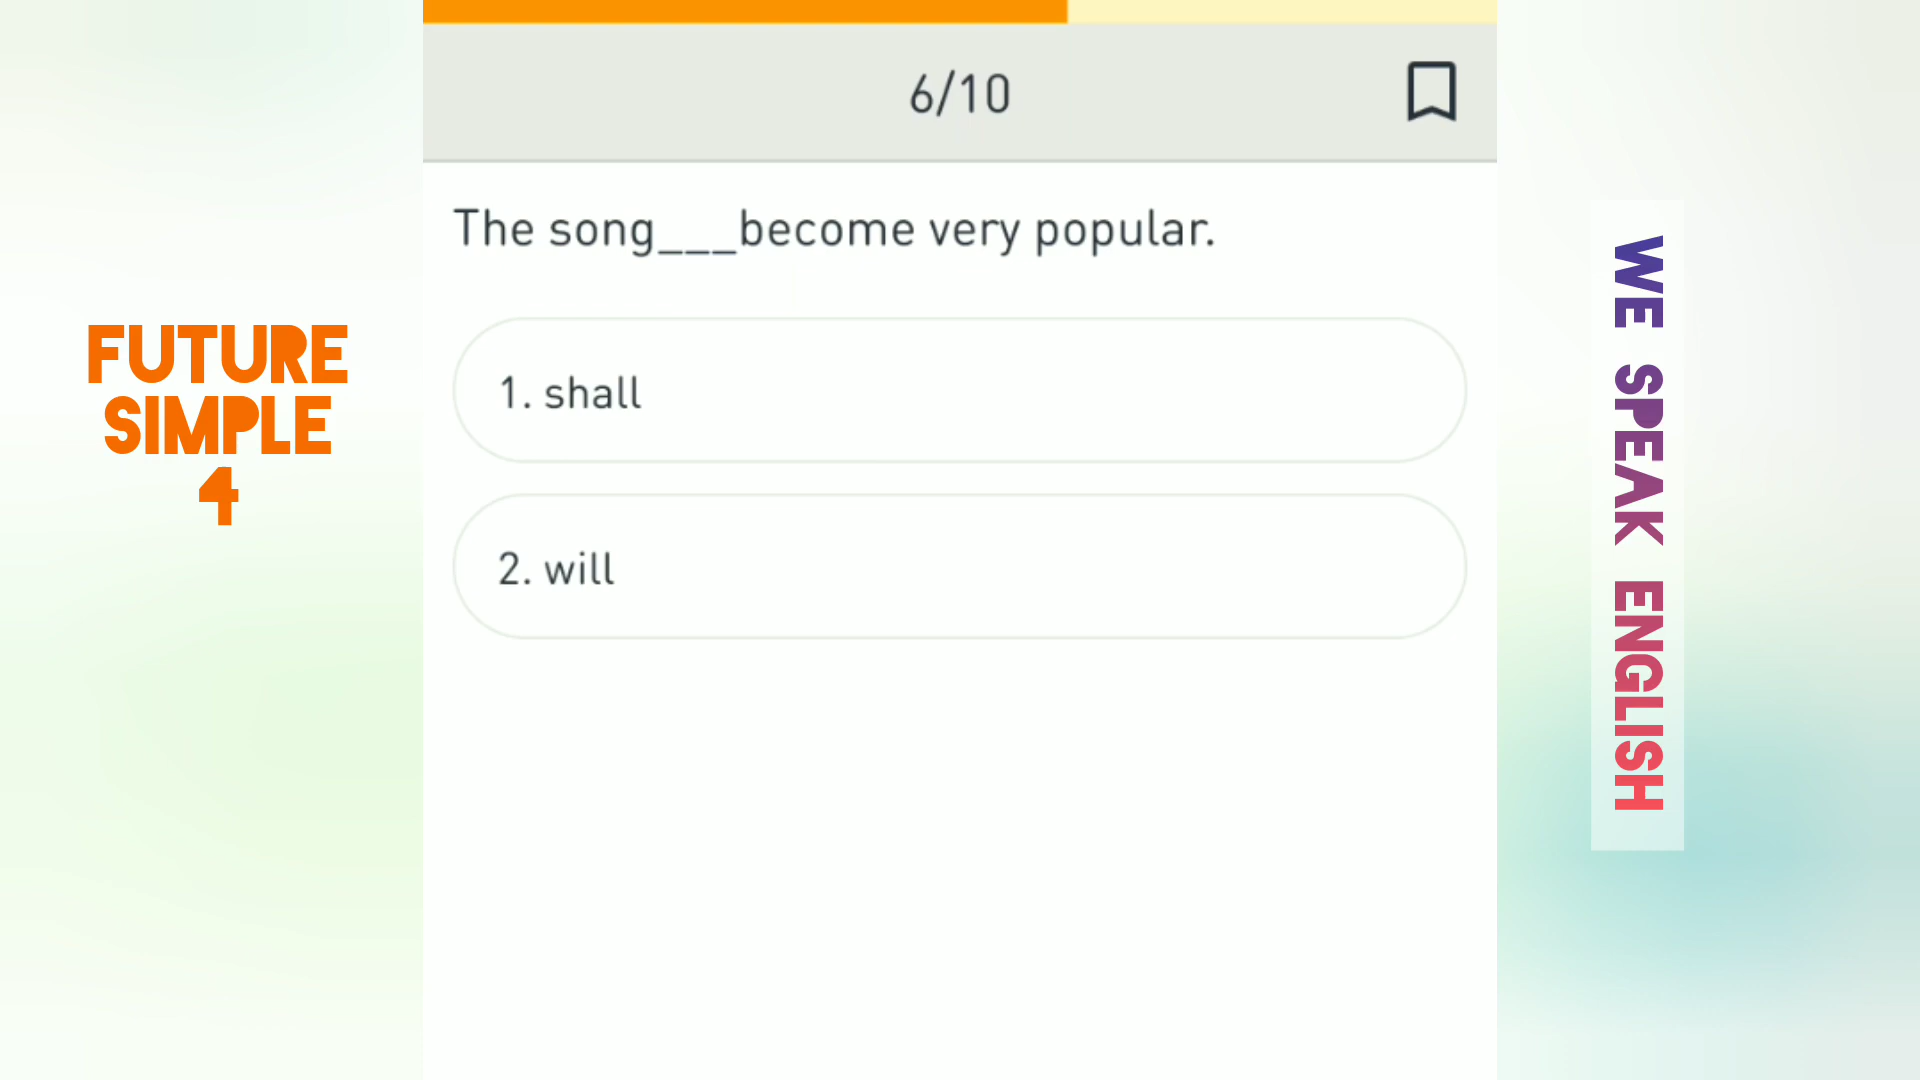 6/10
The song___become very popular.
FUTURE
SIMPLE
4
1. shall
2. will
WE SPEAK ENGLISH